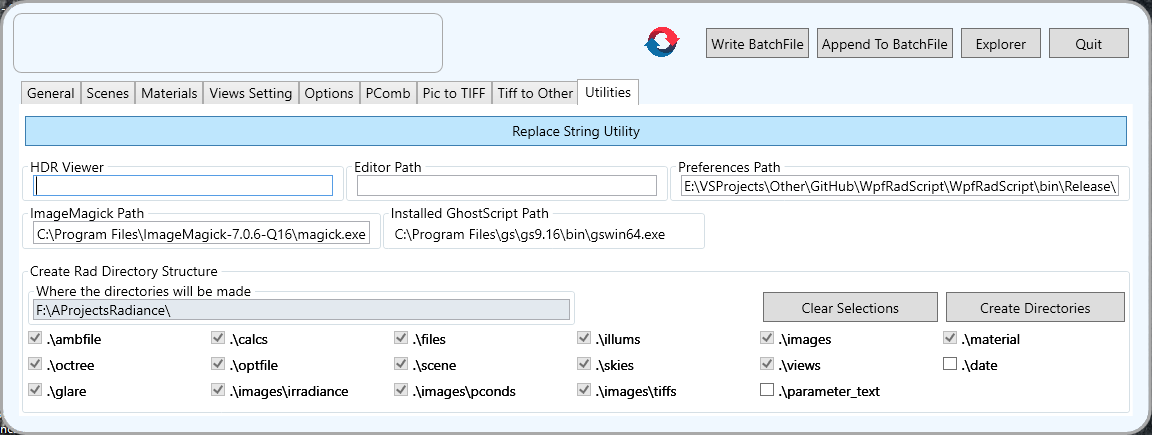 Write BatchFile Append To BatchFile Explorer Quit
General Scenes Materials Views Setting Options PComb Pic to TIFF Tiff to Other Utilities
Replace String Utility
HDR Viewer Editor Path Preferences Path
E:\VSProjects\Other\GitHub\WpfRadScript\WpfRadScript\bin\Release\
ImageMagick Path Installed GhostScript Path
C:\Program Files\ImageMagick-7.0.6-Q16\magick.exe C:\Program Files\gs\gs9.16\bin\gswin64.exe
Create Rad Directory Structure
Where the directories will be made
F:\AProjectsRadiance\ Clear Selections Create Directories
.\ambfile .\calcs .\files .\illums .\images .\material
.\octree .\optfile .\scene .\skies .\views .\date
.\glare .\images\irradiance .\images\pconds .\images\tiffs .\parameter_text